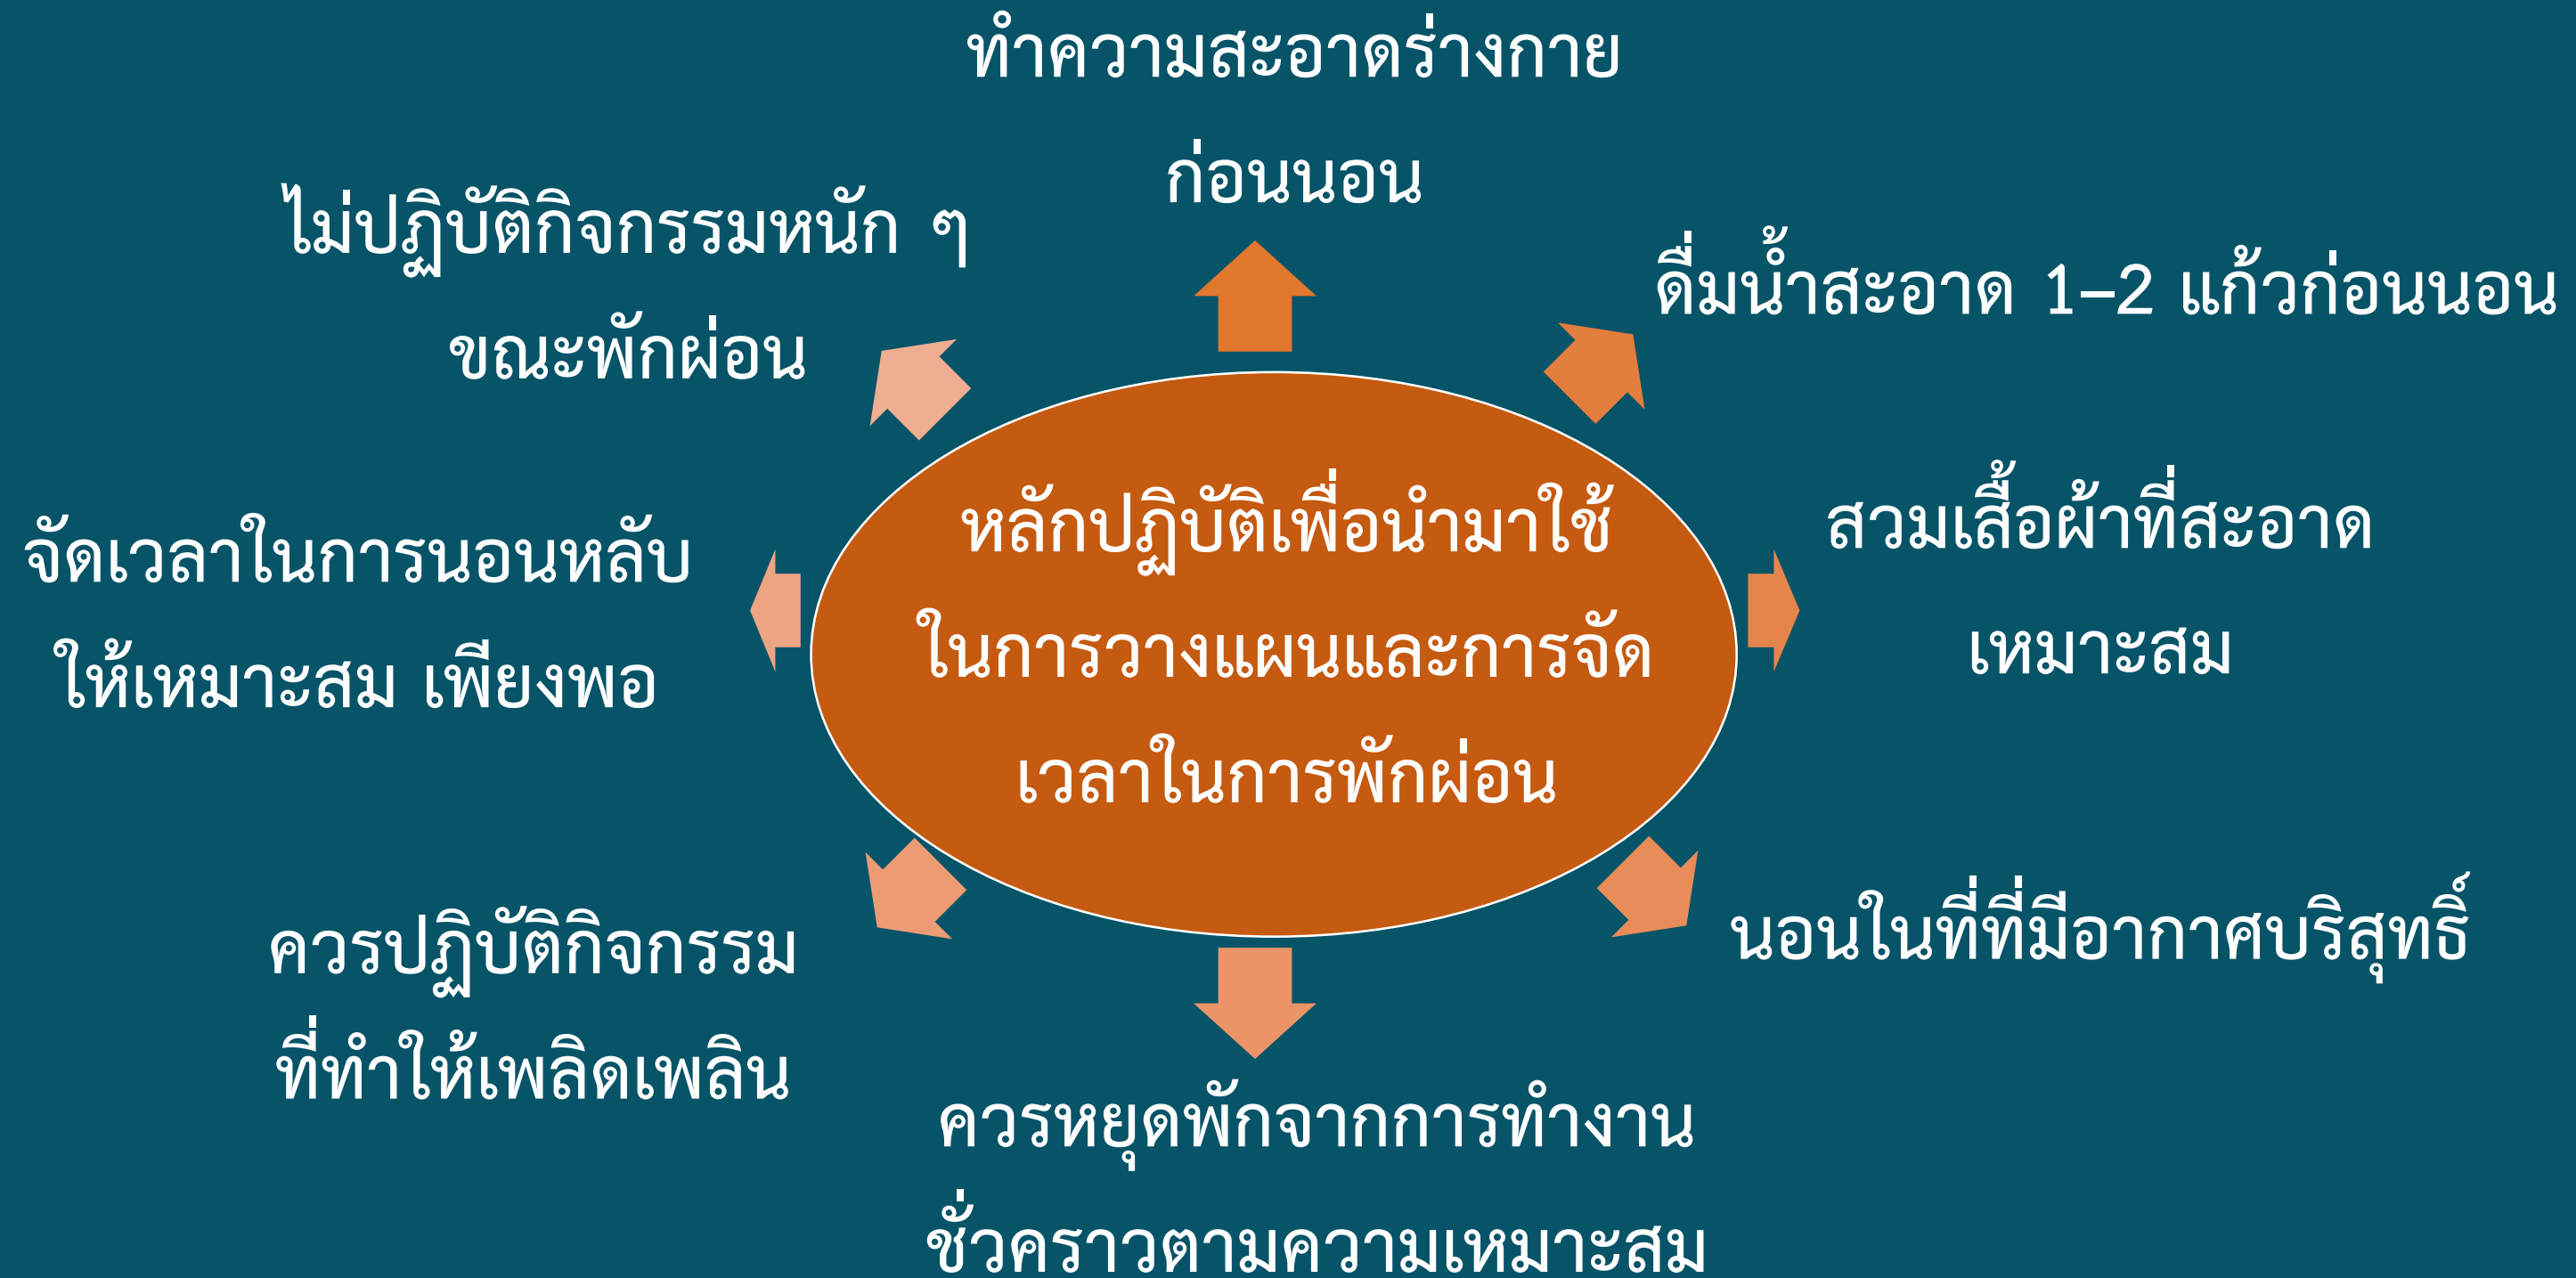 ทำความสะอาดร่างกาย
ก่อนนอน
ดื่มน้ำสะอาด 1–2 แก้วก่อนนอน
สวมเสื้อผ้าที่สะอาด
เหมาะสม
นอนในที่ที่มีอากาศบริสุทธิ์
ควรหยุดพักจากการทำงาน
ชั่วคราวตามความเหมาะสม
ควรปฏิบัติกิจกรรม
ที่ทำให้เพลิดเพลิน
จัดเวลาในการนอนหลับ
ให้เหมาะสม เพียงพอ
ไม่ปฏิบัติกิจกรรมหนัก ๆ
ขณะพักผ่อน
หลักปฏิบัติเพื่อนำมาใช้
ในการวางแผนและการจัด
เวลาในการพักผ่อน